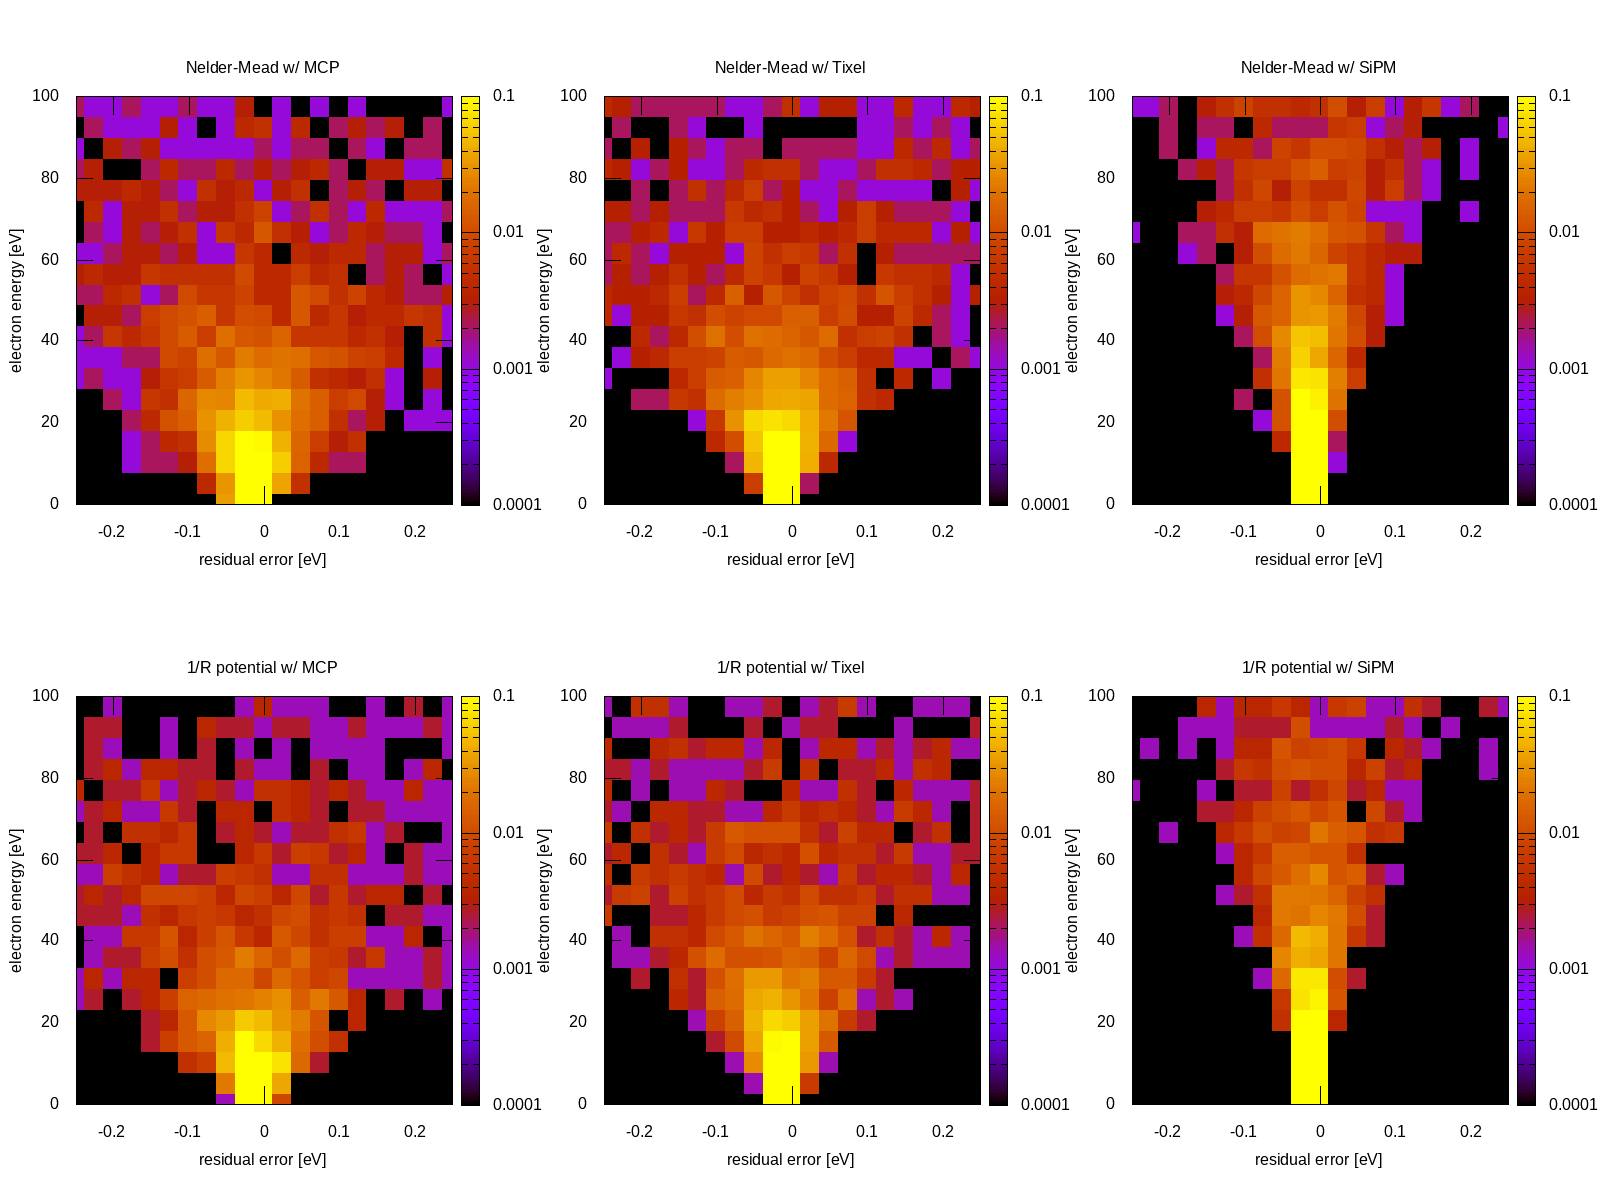 Nelder-Mead w/ MCP
100
80
60
40
20
0
electron energy [eV]
-0.2 -0.1 0 0.1 0.2
residual error [eV]
0.1
0.01
0.001
0.0001
Nelder-Mead w/ Tixel
100
80
60
40
20
0
electron energy [eV]
-0.2 -0.1 0 0.1 0.2
residual error [eV]
0.1
0.01
0.001
0.0001
Nelder-Mead w/ SiPM
100
80
60
40
20
0
electron energy [eV]
-0.2 -0.1 0 0.1 0.2
residual error [eV]
0.1
0.01
0.001
0.0001
1/R potential w/ MCP
100
80
60
40
20
0
electron energy [eV]
-0.2 -0.1 0 0.1 0.2
residual error [eV]
0.1
0.01
0.001
0.0001
1/R potential w/ Tixel
100
80
60
40
20
0
electron energy [eV]
-0.2 -0.1 0 0.1 0.2
residual error [eV]
0.1
0.01
0.001
0.0001
1/R potential w/ SiPM
100
80
60
40
20
0
electron energy [eV]
-0.2 -0.1 0 0.1 0.2
residual error [eV]
0.1
0.01
0.001
0.0001